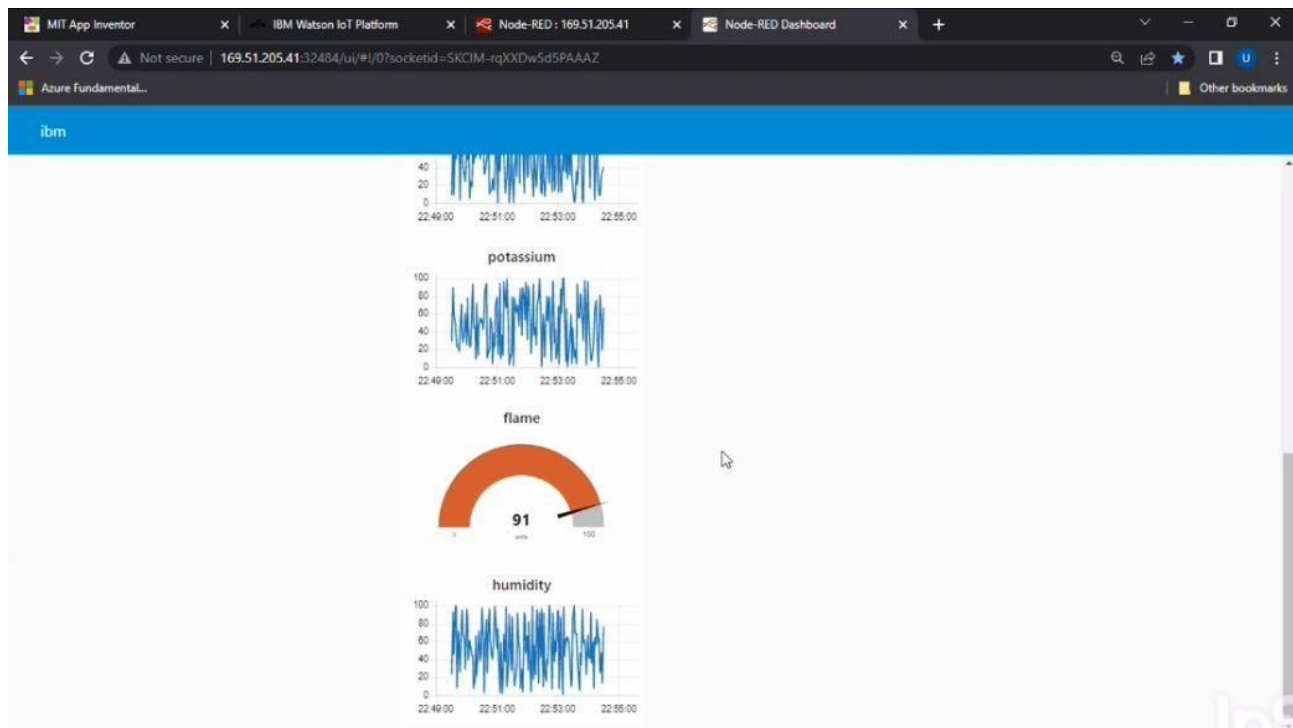 MIT App Inventor IBM Watson IoT Platform Node-RED : 169.51.205.41 Node-RED Dashboard
Not secure 169.51.205.41:32484/ui/#!/0?socketid=SKCIM-rqXXDw5d5PAAAZ U
Azure Fundamental... Other bookmarks
ibm
40
20
0
22:49:00 22:51:00 22:53:00 22:55:00
potassium
100
80
60
40
20
0
22:49:00 22:51:00 22:53:00 22:55:00
flame
91
0 units 100
humidity
100
80
60
40
20
0
22:49:00 22:51:00 22:53:00 22:55:00